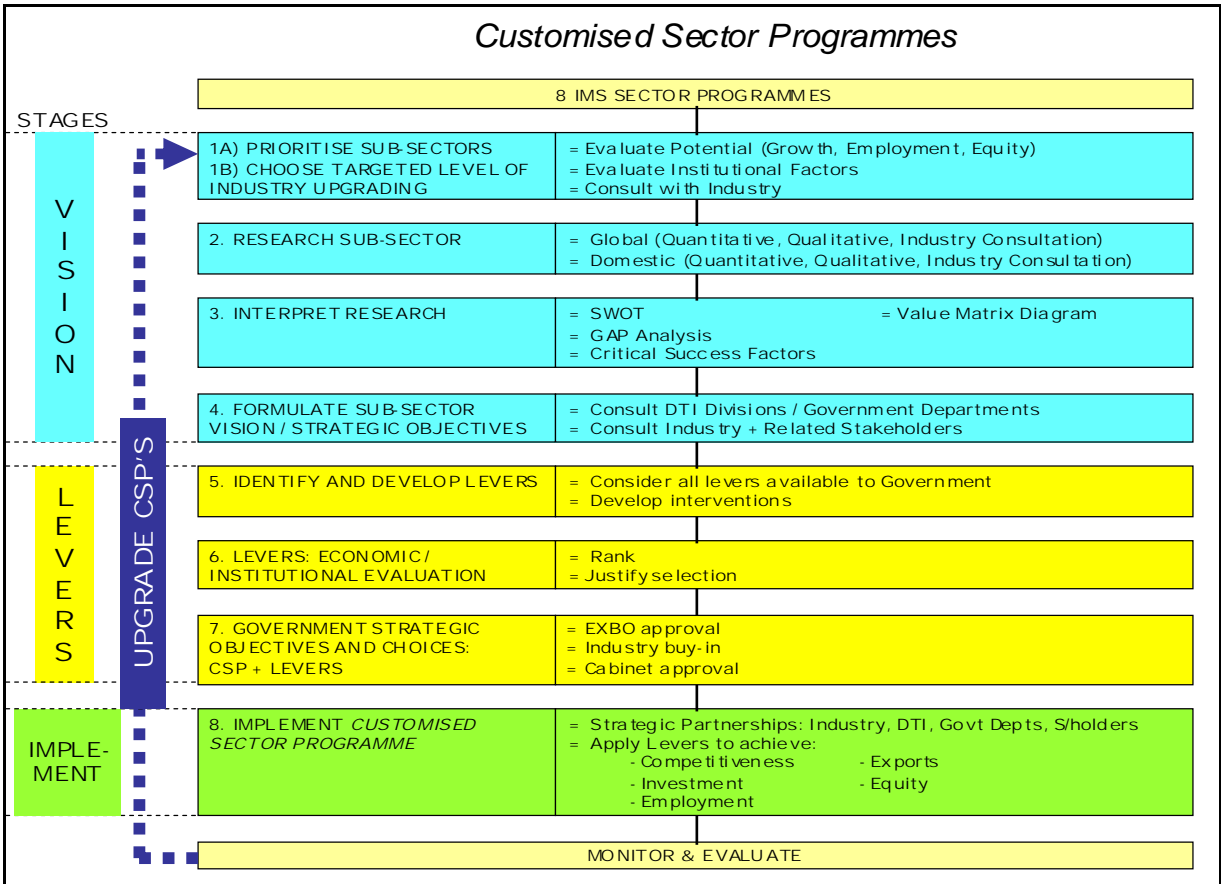 Customised Sector Programmes
8 IMS SECTOR PROGRAMMES
STAGES
VISION
1A) PRIORITISE SUB-SECTORS
1B) CHOOSE TARGETED LEVEL OF
INDUSTRY UPGRADING
= Evaluate Potential (Growth, Employment, Equity)
= Evaluate Institutional Factors
= Consult with Industry
2. RESEARCH SUB-SECTOR
= Global (Quantitative, Qualitative, Industry Consultation)
= Domestic (Quantitative, Qualitative, Industry Consultation)
3. INTERPRET RESEARCH
= SWOT
= Value Matrix Diagram
= GAP Analysis
= Critical Success Factors
4. FORMULATE SUB-SECTOR
VISION / STRATEGIC OBJECTIVES
= Consult DTI Divisions / Government Departments
= Consult Industry + Related Stakeholders
UPGRADE CSP'S
LEVERS
5. IDENTIFY AND DEVELOP LEVERS
= Consider all levers available to Government
= Develop interventions
6. LEVERS: ECONOMIC /
INSTITUTIONAL EVALUATION
= Rank
= Justify selection
7. GOVERNMENT STRATEGIC
OBJECTIVES AND CHOICES:
CSP + LEVERS
= EXBO approval
= Industry buy-in
= Cabinet approval
IMPLE-
MENT
8. IMPLEMENT CUSTOMISED
SECTOR PROGRAMME
= Strategic Partnerships: Industry, DTI, Govt Depts, S/holders
= Apply Levers to achieve:
- Competitiveness
- Exports
- Investment
- Equity
- Employment
MONITOR & EVALUATE